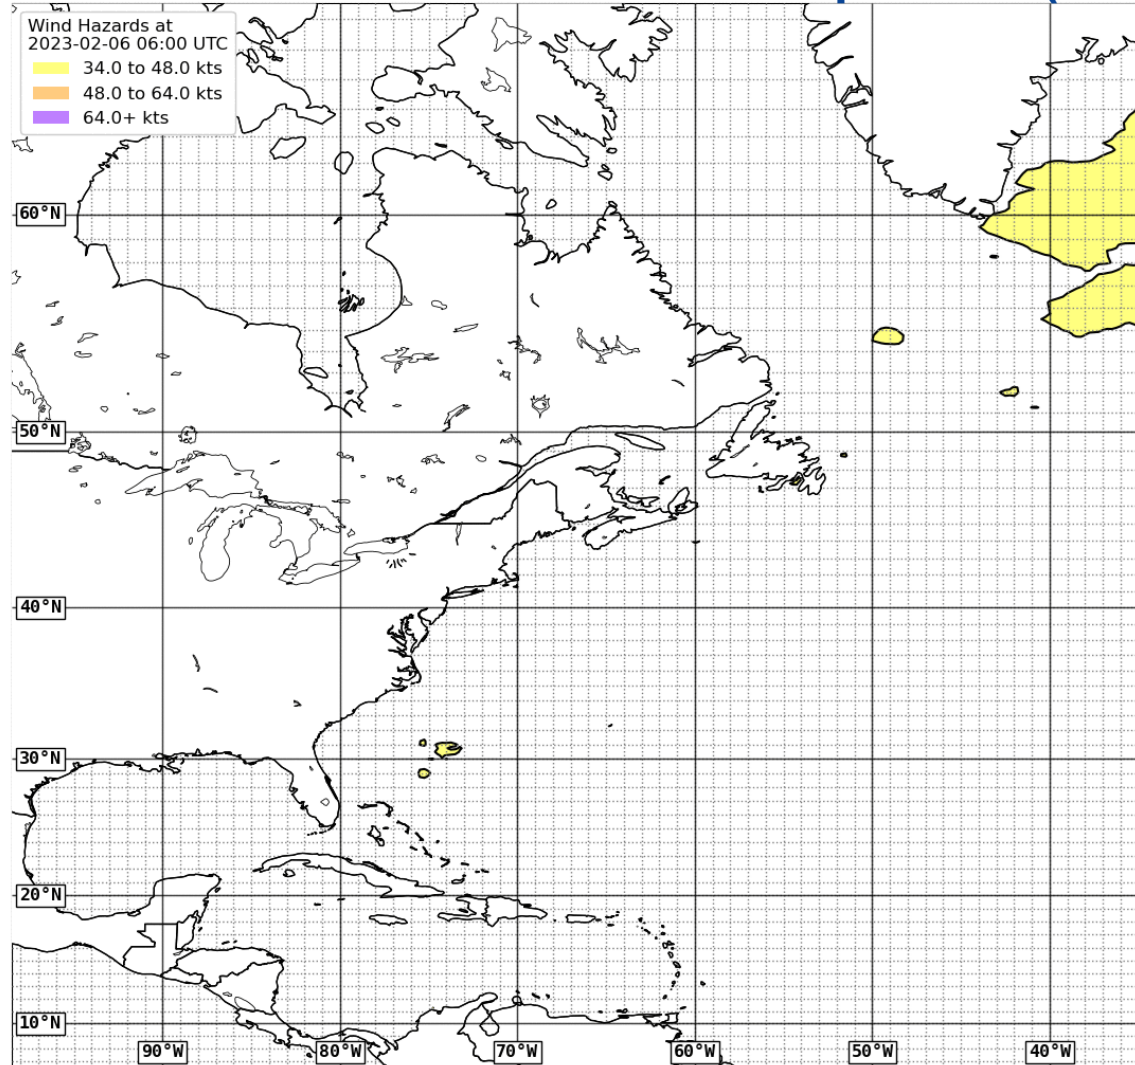 Wind Hazards at
2023-02-06 06:00 UTC
34.0 to 48.0 kts
48.0 to 64.0 kts
64.0+ kts
60°N
50°N
40°N
30°N
20°N
10°N
90°W 80°W 70°W 60°W 50°W 40°W